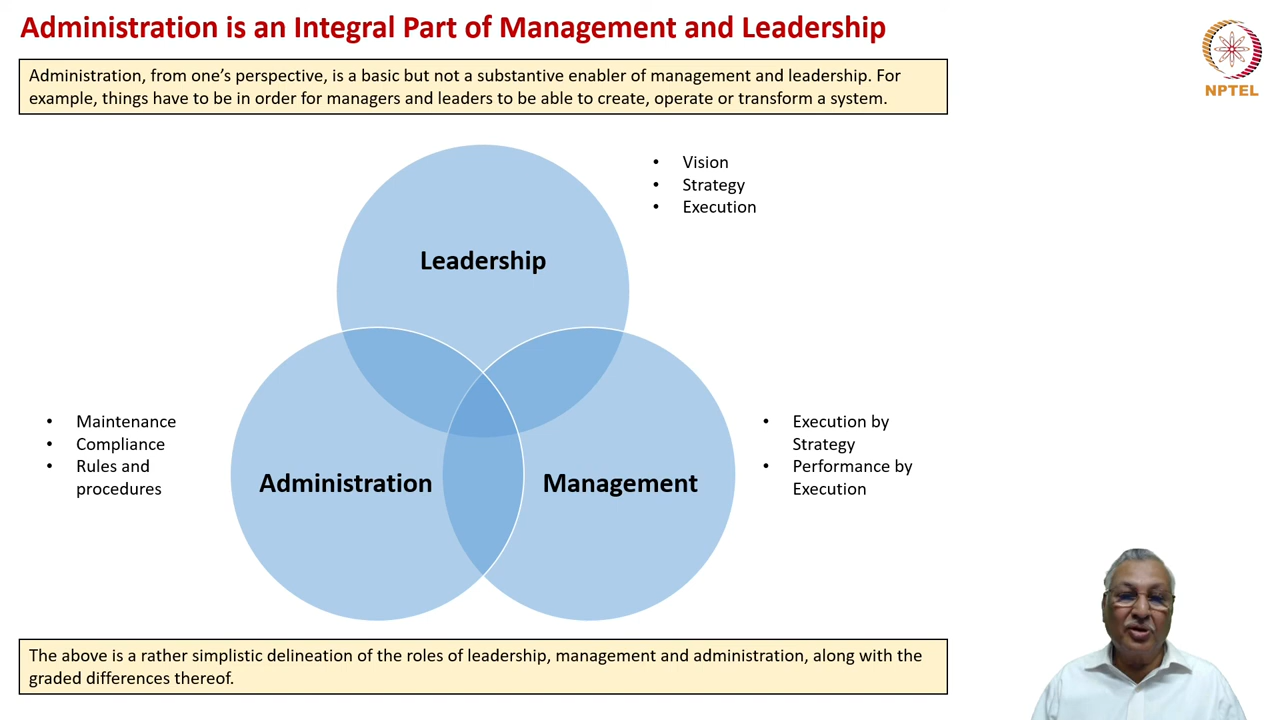 Administration is an Integral Part of Management and Leadership
NPTEL
Administration, from one’s perspective, is a basic but not a substantive enabler of management and leadership. For
example, things have to be in order for managers and leaders to be able to create, operate or transform a system.
• Vision
• Strategy
• Execution
Leadership
• Maintenance
• Compliance
• Rules and
procedures
Administration
Management
• Execution by
Strategy
• Performance by
Execution
The above is a rather simplistic delineation of the roles of leadership, management and administration, along with the
graded differences thereof.